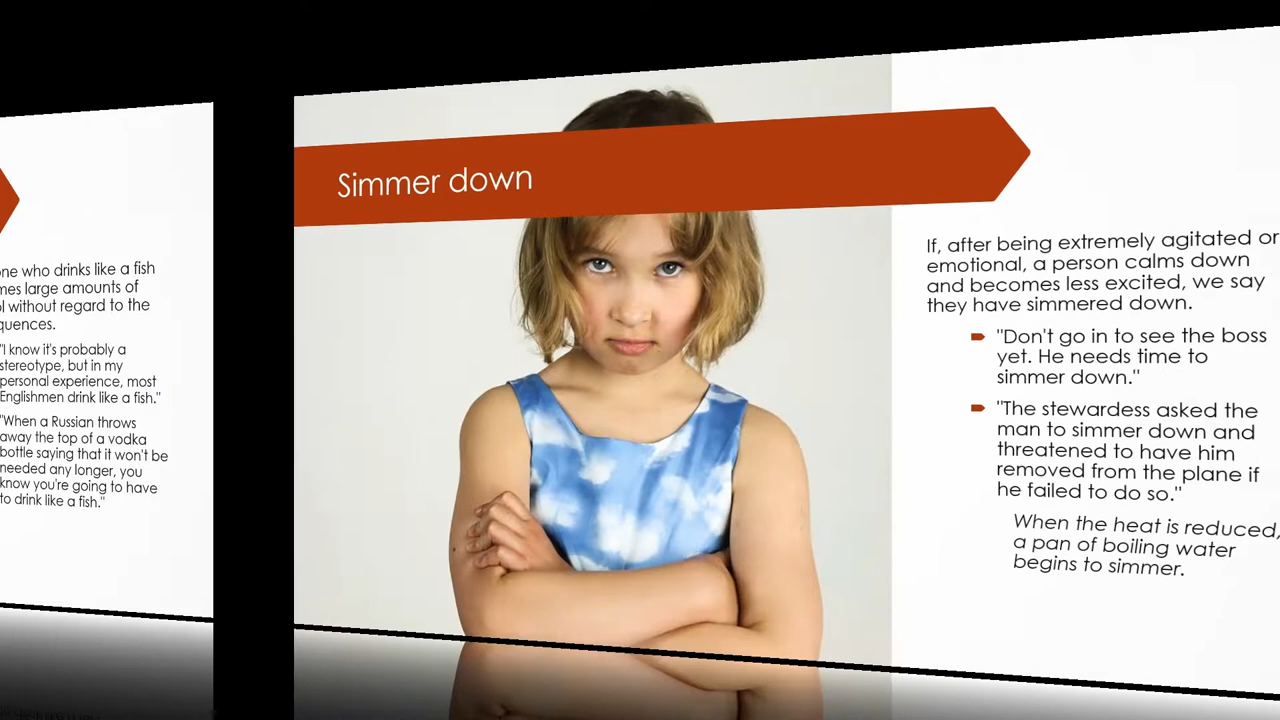 one who drinks like a fish
mes large amounts of
l without regard to the
quences.
"I know it's probably a
stereotype, but in my
personal experience, most
Englishmen drink like a fish."
"When a Russian throws
away the top of a vodka
bottle saying that it won't be
needed any longer, you
know you're going to have
to drink like a fish."
Simmer down
If, after being extremely agitated or
emotional, a person calms down
and becomes less excited, we say
they have simmered down.
"Don't go in to see the boss
yet. He needs time to
simmer down."
"The stewardess asked the
man to simmer down and
threatened to have him
removed from the plane if
he failed to do so."
When the heat is reduced,
a pan of boiling water
begins to simmer.